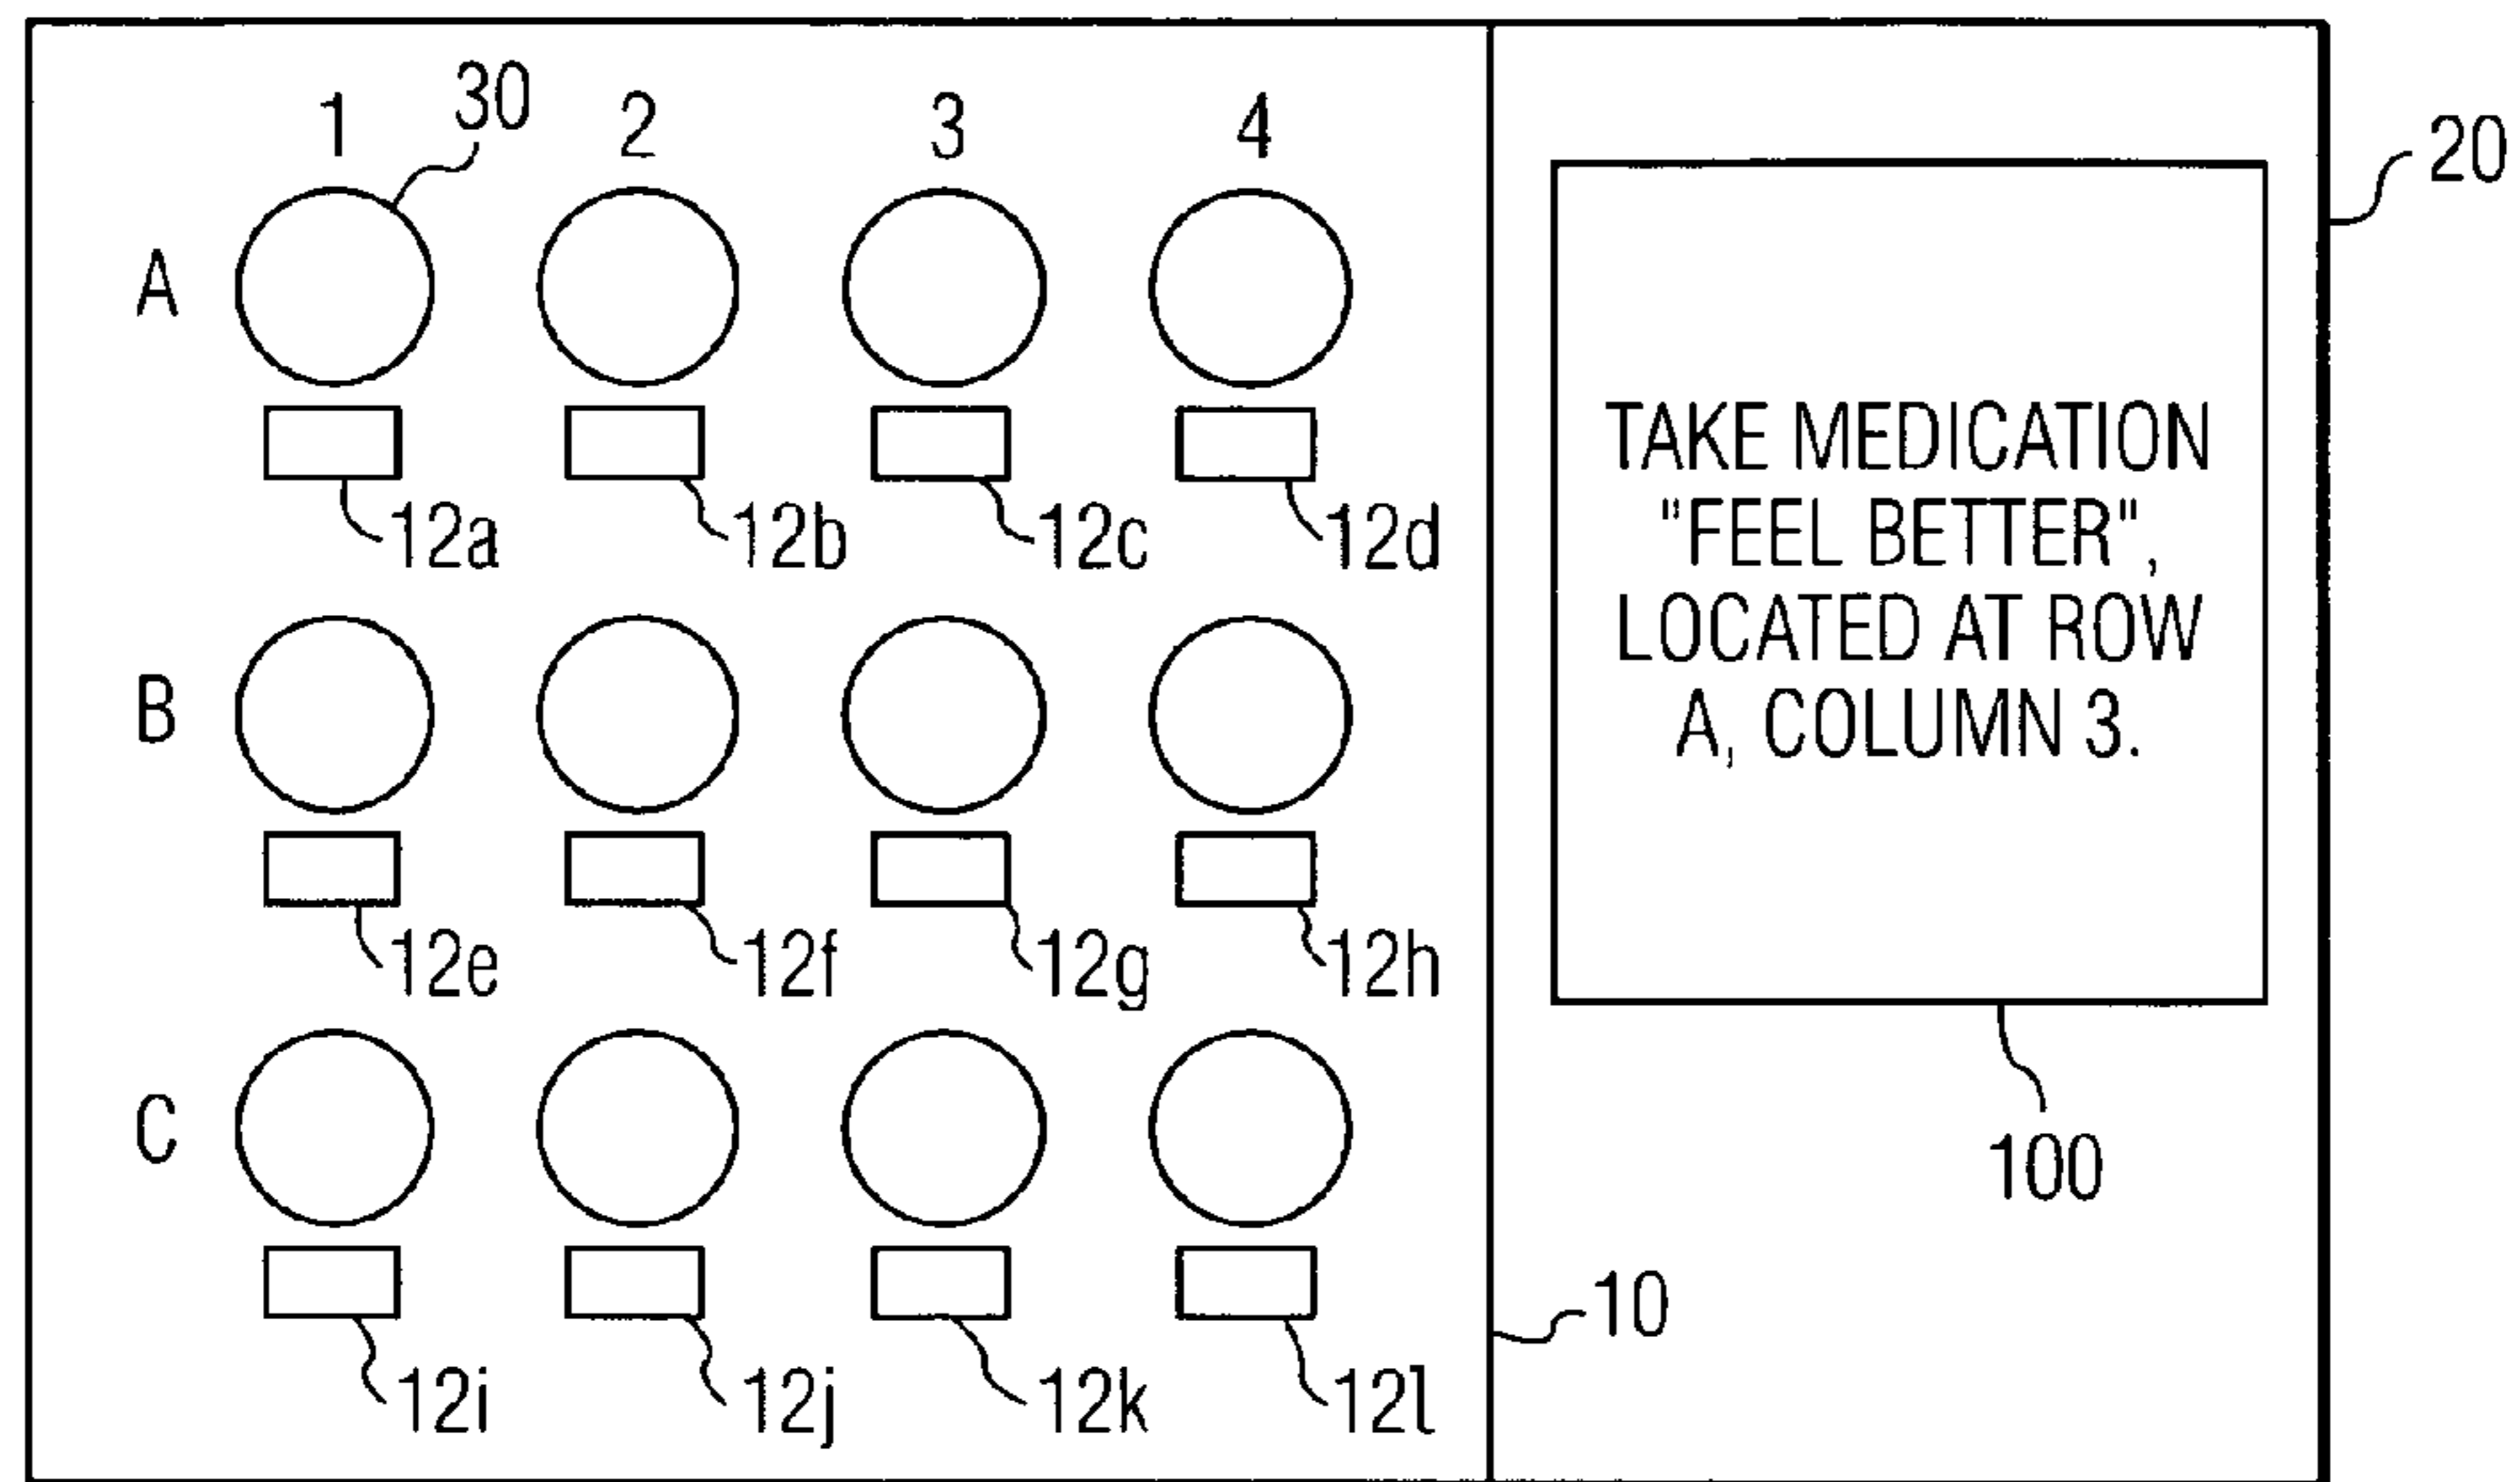 1 30 2 3 4
20
A
12a 12b 12c 12d
TAKE MEDICATION
"FEEL BETTER",
LOCATED AT ROW
A, COLUMN 3.
B
12e 12f 12g 12h
C
100
10
12i 12j 12k 12l